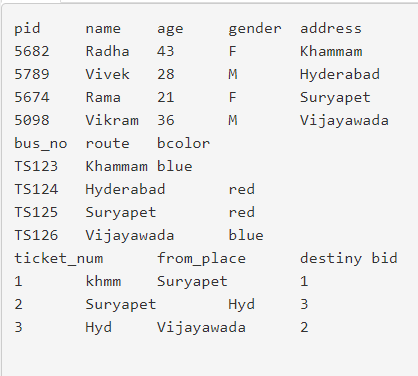 pid name age gender address
5682 Radha 43 F Khammam
5789 Vivek 28 M Hyderabad
5674 Rama 21 F Suryapet
5098 Vikram 36 M Vijayawada
bus_no route bcolor
TS123 Khammam blue
TS124 Hyderabad red
TS125 Suryapet red
TS126 Vijayawada blue
ticket_num from_place destiny bid
1 khmm Suryapet 1
2 Suryapet Hyd 3
3 Hyd Vijayawada 2